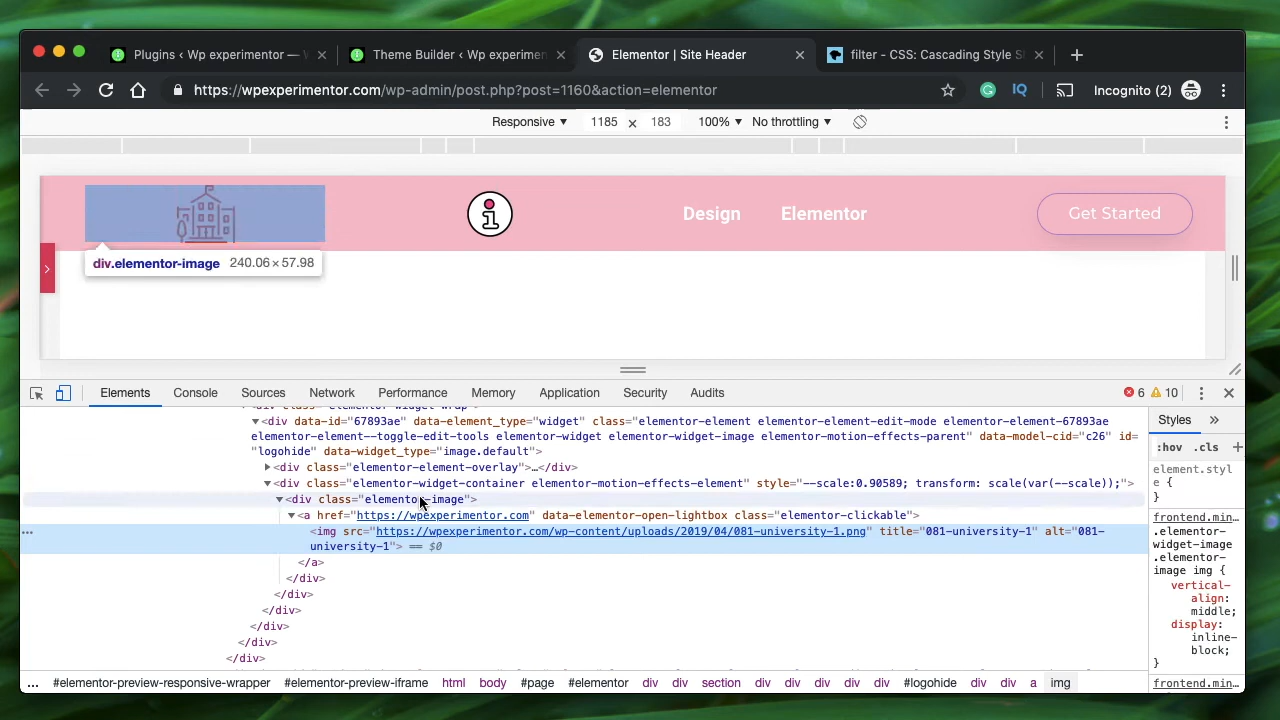 Plugins ‹ Wp experimentor —
Theme Builder ‹ Wp experimen
Elementor | Site Header
filter - CSS: Cascading Style S
https://wpexperimentor.com/wp-admin/post.php?post=1160&action=elementor
IQ
Incognito (2)
Responsive
1185 × 183
100%
No throttling
Design
Elementor
Get Started
div.elementor-image 240.06 × 57.98
Elements
Console
Sources
Network
Performance
Memory
Application
Security
Audits
6
10
<div data-id="67893ae" data-element_type="widget" class="elementor-element elementor-element-edit-mode elementor-element-67893ae
elementor-element--toggle-edit-tools elementor-widget elementor-widget-image elementor-motion-effects-parent" data-model-cid="c26" id=
"logohide" data-widget_type="image.default">
<div class="elementor-element-overlay">…</div>
<div class="elementor-widget-container elementor-motion-effects-element" style="--scale:0.90589; transform: scale(var(--scale));">
<div class="elementor-image">
<a href="https://wpexperimentor.com" data-elementor-open-lightbox class="elementor-clickable">
<img src="https://wpexperimentor.com/wp-content/uploads/2019/04/081-university-1.png" title="081-university-1" alt="081-
university-1"> == $0
</a>
</div>
</div>
</div>
</div>
</div>
</div>
Styles
:hov .cls +
element.styl
e {
}
frontend.min…
.elementor-
widget-image
.elementor-
image img {
vertical-
align:
middle;
display:
inline-
block;
}
frontend.min…
… #elementor-preview-responsive-wrapper #elementor-preview-iframe html body #page #elementor div div section div div div div div #logohide div div a img